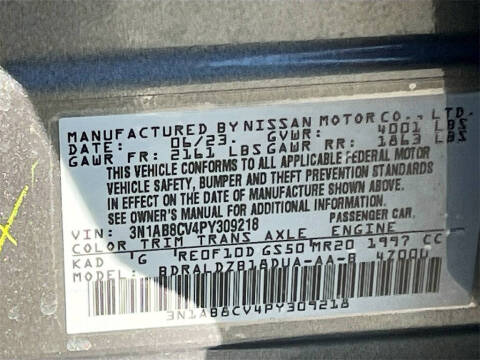 MANUFACTURED BY NISSAN MOTOR CO., LTD.
DATE: 06/23 GVWR: 4001 LBS
GAWR FR: 2161 LBS GAWR RR: 1863 LBS
THIS VEHICLE CONFORMS TO ALL APPLICABLE FEDERAL MOTOR
VEHICLE SAFETY, BUMPER AND THEFT PREVENTION STANDARDS
IN EFFECT ON THE DATE OF MANUFACTURE SHOWN ABOVE.
SEE OWNER'S MANUAL FOR ADDITIONAL INFORMATION.
VIN: 3N1AB8CV4PY309218 PASSENGER CAR
COLOR TRIM TRANS AXLE ENGINE
KAD G RE0F10D GS50 MR20 1997 CC
MODEL: BDRALDZB18DUA-AA-B 4Z00U
3N1AB8CV4PY309218